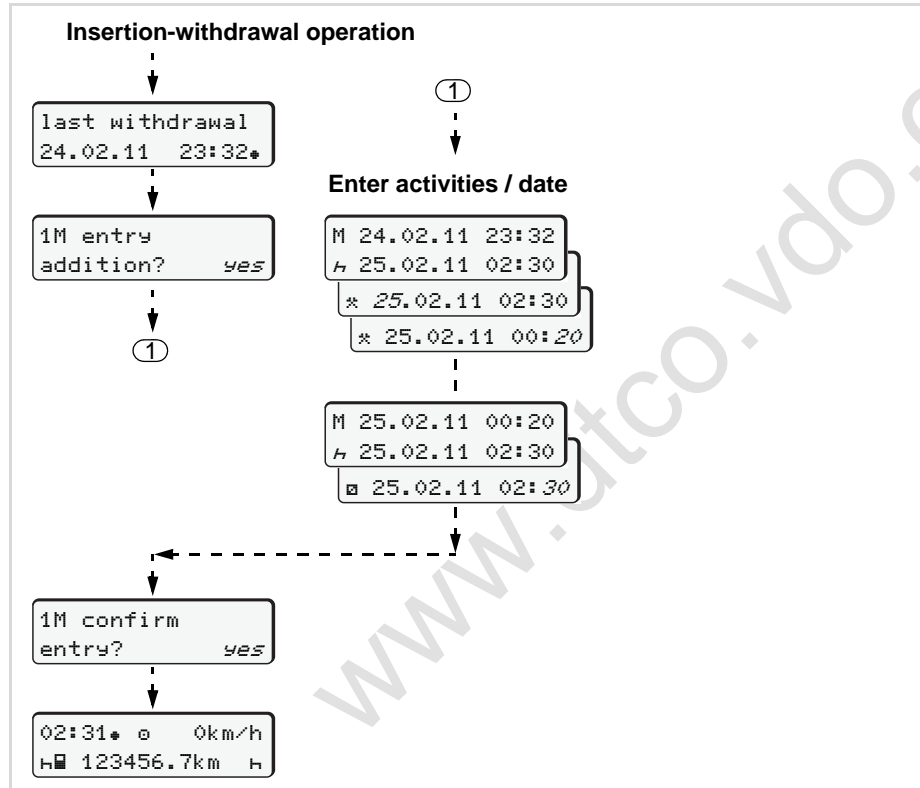 Insertion-withdrawal operation
last withdrawal
24.02.11 23:32
1M entry
addition? yes
1
1
Enter activities / date
M 24.02.11 23:32
25.02.11 02:30
25.02.11 02:30
25.02.11 00:20
M 25.02.11 00:20
25.02.11 02:30
25.02.11 02:30
1M confirm
entry? yes
02:31 0km/h
123456.7km
www.dtco.vdo.